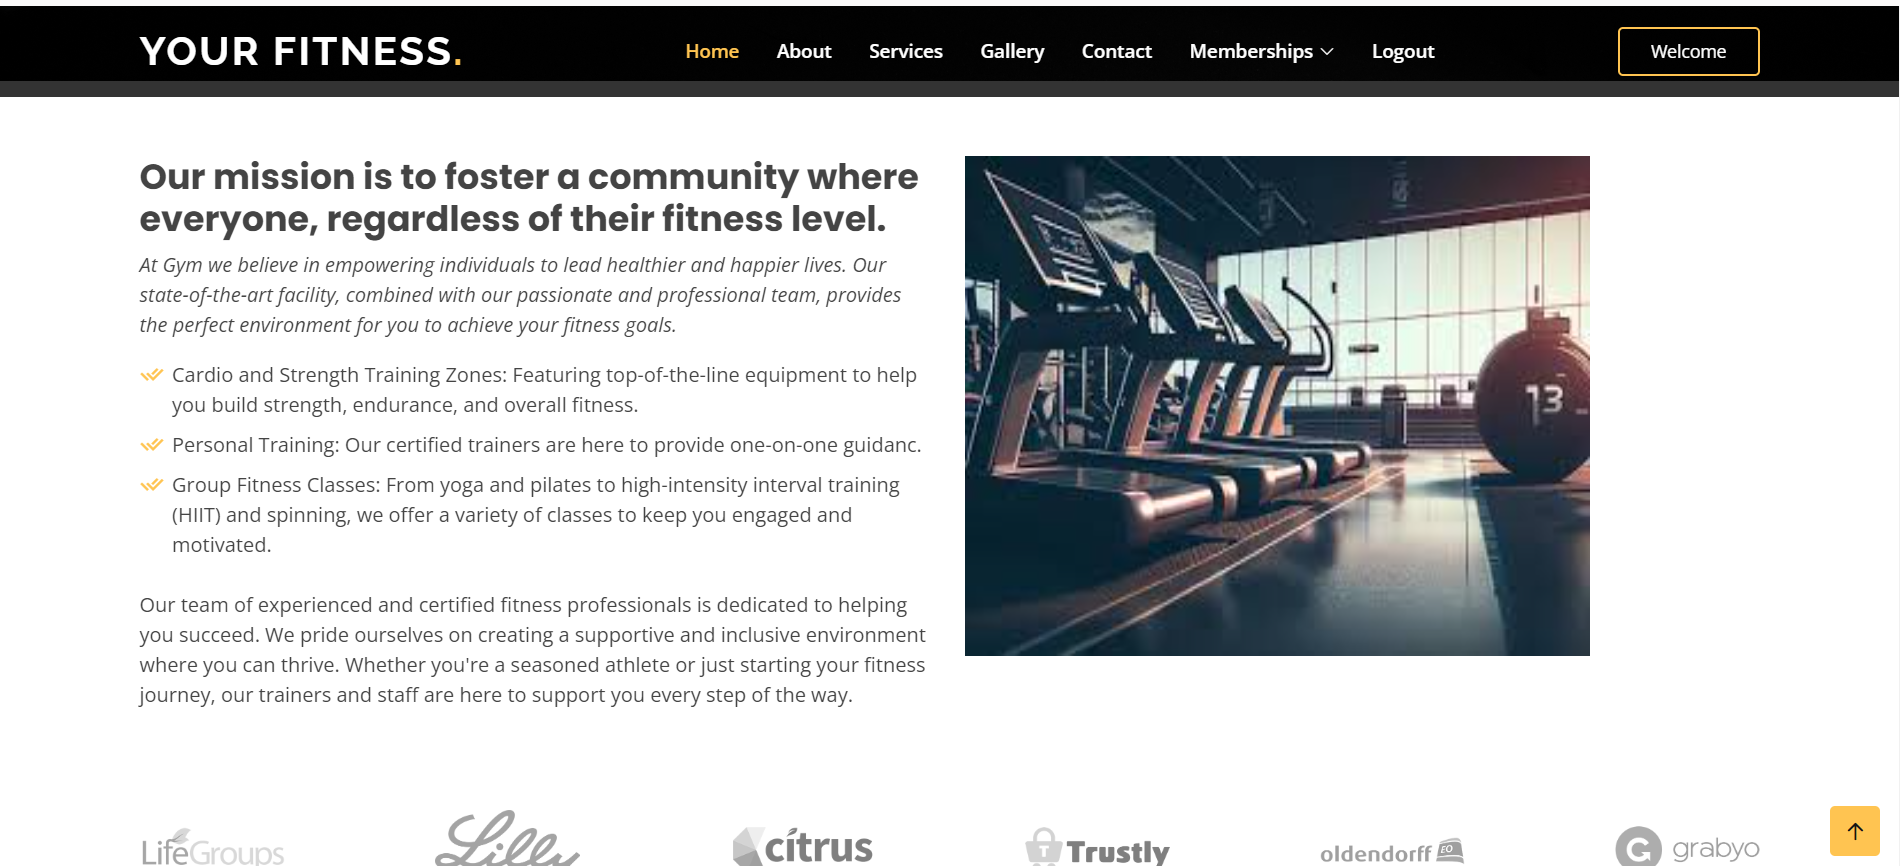 YOUR FITNESS.
Home About Services Gallery Contact Memberships Logout
Welcome
Our mission is to foster a community where
everyone, regardless of their fitness level.
At Gym we believe in empowering individuals to lead healthier and happier lives. Our
state-of-the-art facility, combined with our passionate and professional team, provides
the perfect environment for you to achieve your fitness goals.
Cardio and Strength Training Zones: Featuring top-of-the-line equipment to help
you build strength, endurance, and overall fitness.
Personal Training: Our certified trainers are here to provide one-on-one guidanc.
Group Fitness Classes: From yoga and pilates to high-intensity interval training
(HIIT) and spinning, we offer a variety of classes to keep you engaged and
motivated.
Our team of experienced and certified fitness professionals is dedicated to helping
you succeed. We pride ourselves on creating a supportive and inclusive environment
where you can thrive. Whether you're a seasoned athlete or just starting your fitness
journey, our trainers and staff are here to support you every step of the way.
13
LifeGroups
Lilly
citrus
T Trustly
oldendorff EO
G grabyo